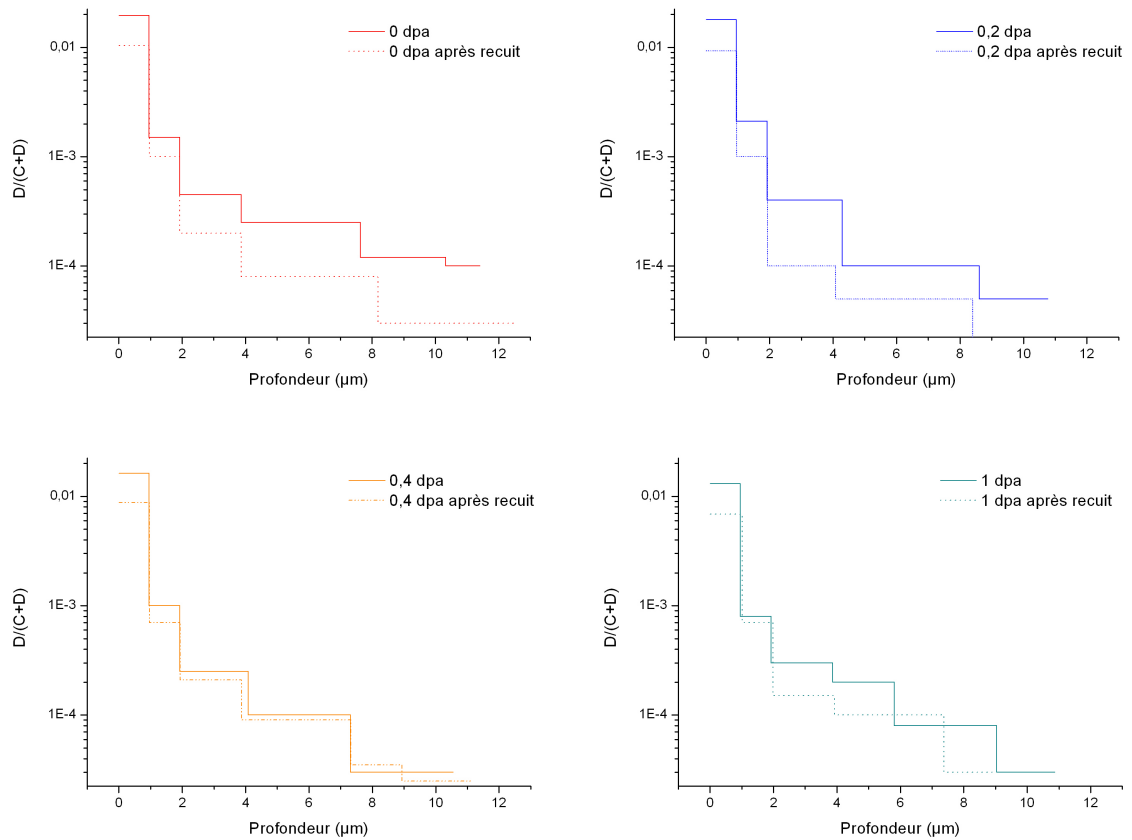 0 dpa
0 dpa après recuit
0,01
1E-3
1E-4
D/(C+D)
0 2 4 6 8 10 12
Profondeur (µm)
0,2 dpa
0,2 dpa après recuit
0,01
1E-3
1E-4
D/(C+D)
0 2 4 6 8 10 12
Profondeur (µm)
0,4 dpa
0,4 dpa après recuit
0,01
1E-3
1E-4
D/(C+D)
0 2 4 6 8 10 12
Profondeur (µm)
1 dpa
1 dpa après recuit
0,01
1E-3
1E-4
D/(C+D)
0 2 4 6 8 10 12
Profondeur (µm)